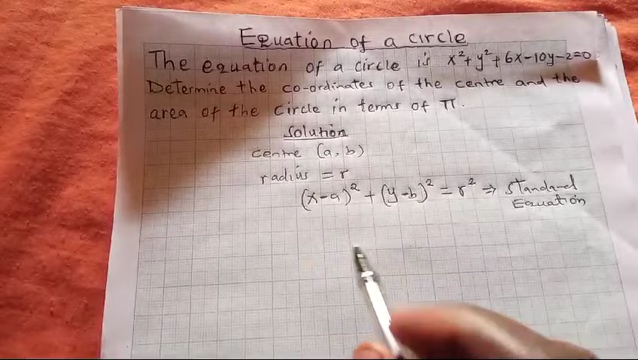 Equation of a circle
The equation of a circle is x²+y²+6x-10y-2=0.
Determine the co-ordinates of the centre and the
area of the circle in terms of π.
Solution
Centre (a, b)
radius = r
(x-a)² + (y-b)² = r² ⇒ Standard
Equation